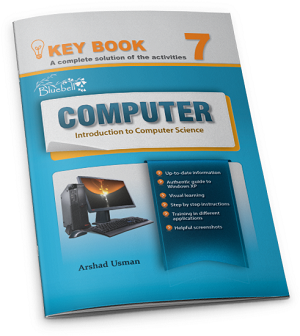 KEY BOOK 7
A complete solution of the activities
Bluebell
COMPUTER
Introduction to Computer Science
Up-to-date information
Authentic guide to
Windows XP
Visual learning
Step by step instructions
Training in different
applications
Helpful screenshots
Arshad Usman